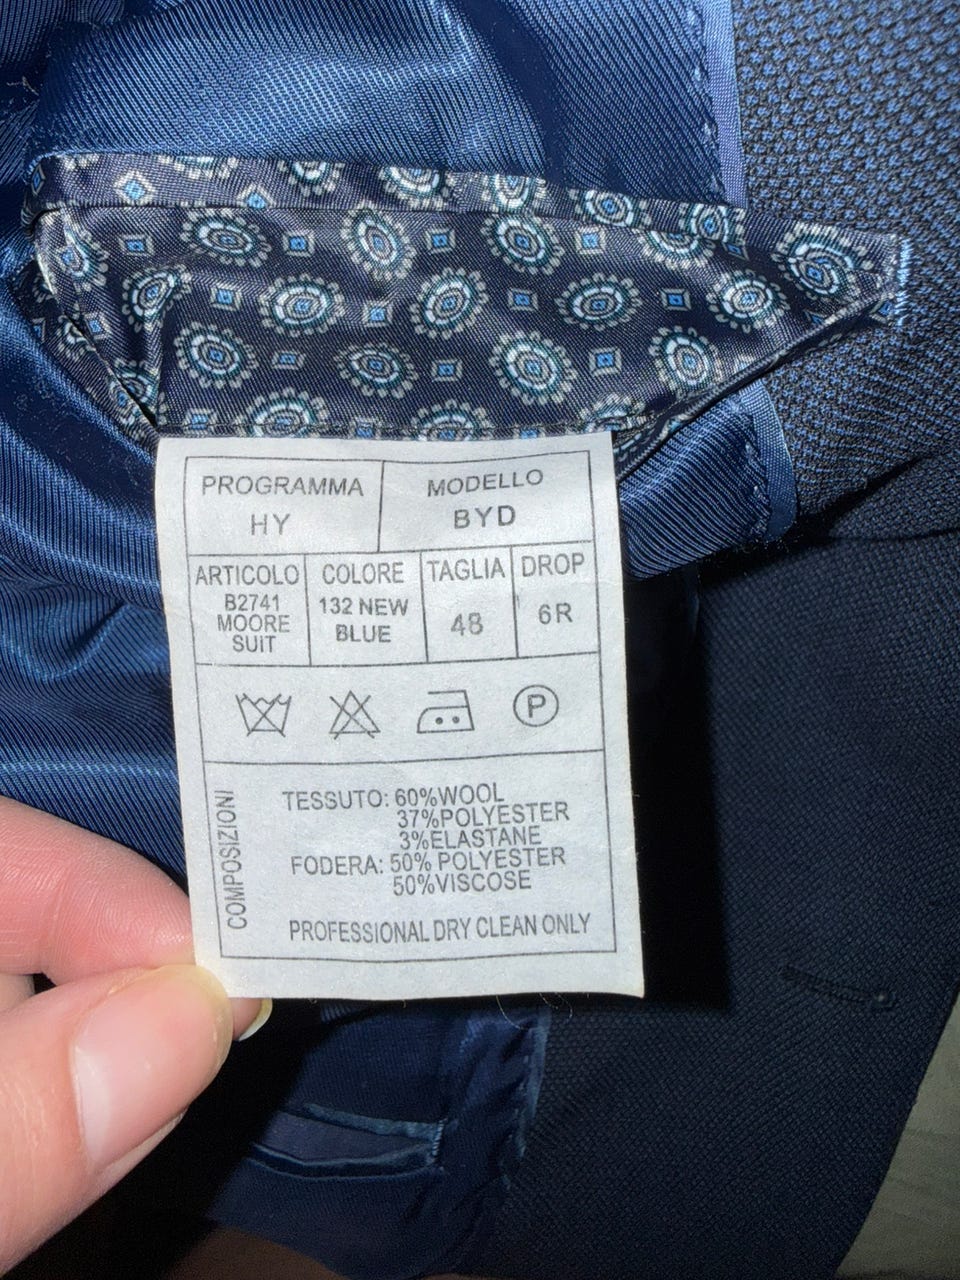 PROGRAMMA
HY
MODELLO
BYD
ARTICOLO
B2741
MOORE
SUIT
COLORE
132 NEW
BLUE
TAGLIA
48
DROP
6R
P
COMPOSIZIONI
TESSUTO: 60%WOOL
37%POLYESTER
3%ELASTANE
FODERA: 50% POLYESTER
50%VISCOSE
PROFESSIONAL DRY CLEAN ONLY